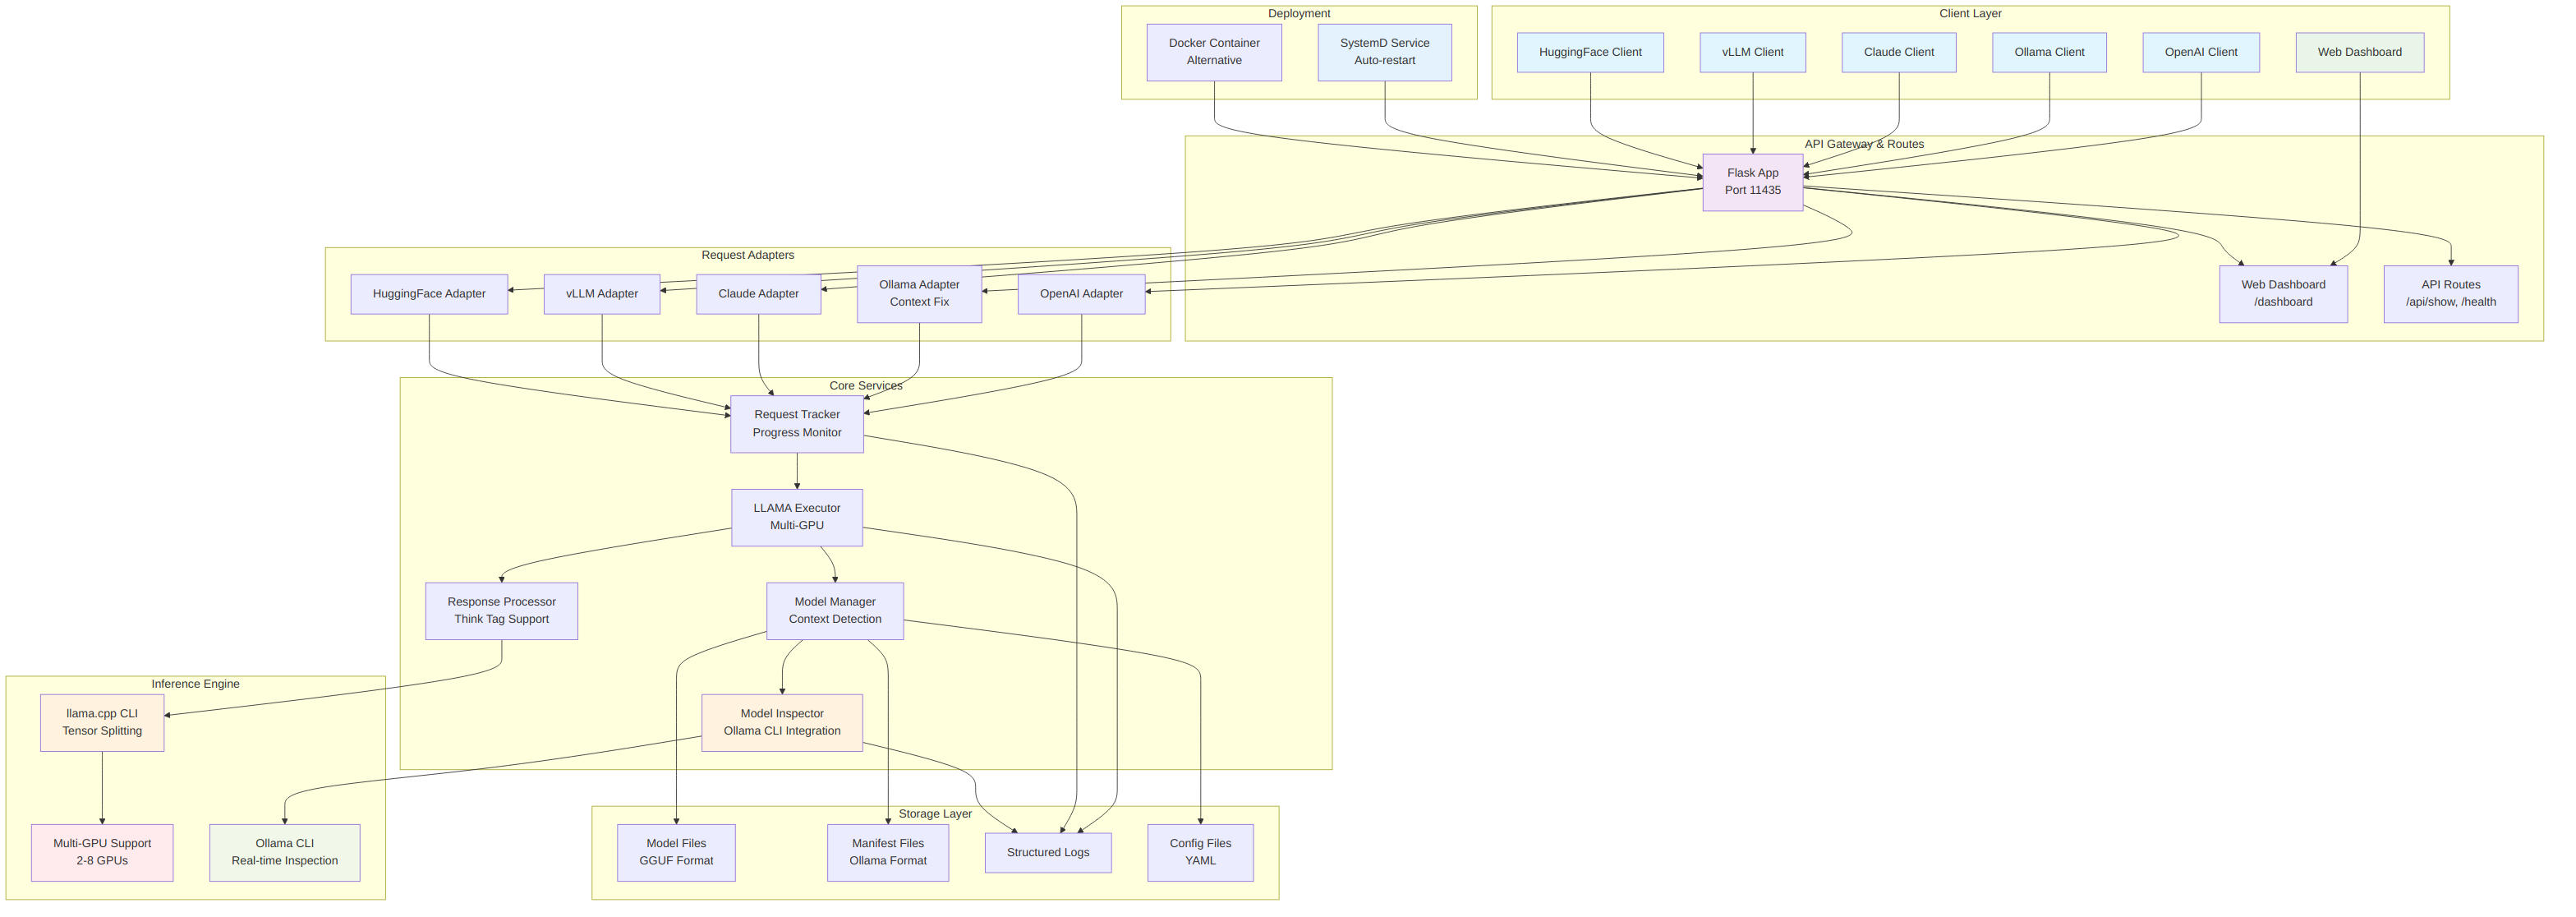 Deployment
Docker Container
Alternative
SystemD Service
Auto-restart
Client Layer
HuggingFace Client
vLLM Client
Claude Client
Ollama Client
OpenAI Client
Web Dashboard
API Gateway & Routes
Flask App
Port 11435
Web Dashboard
/dashboard
API Routes
/api/show, /health
Request Adapters
HuggingFace Adapter
vLLM Adapter
Claude Adapter
Ollama Adapter
Context Fix
OpenAI Adapter
Core Services
Request Tracker
Progress Monitor
LLAMA Executor
Multi-GPU
Response Processor
Think Tag Support
Model Manager
Context Detection
Model Inspector
Ollama CLI Integration
Inference Engine
llama.cpp CLI
Tensor Splitting
Multi-GPU Support
2-8 GPUs
Ollama CLI
Real-time Inspection
Storage Layer
Model Files
GGUF Format
Manifest Files
Ollama Format
Structured Logs
Config Files
YAML